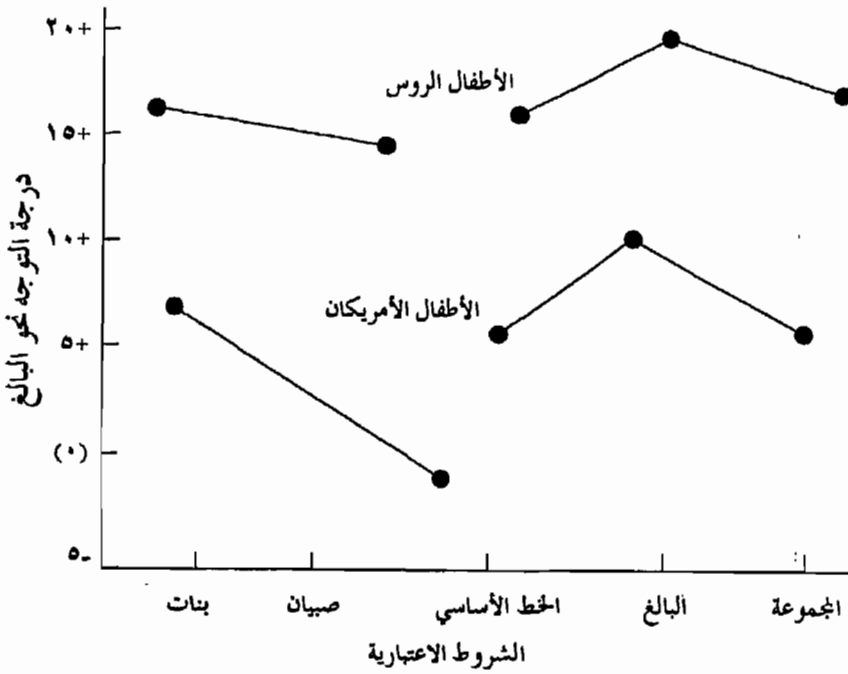 درجة التوجه نحو البالغ
٢٠+
١٥+
١٠+
٥+
(٠)
٥-
الأطفال الروس
الأطفال الأمريكان
بنات
صبيان
الخط الأساسي
البالغ
المجموعة
الشروط الاعتبارية